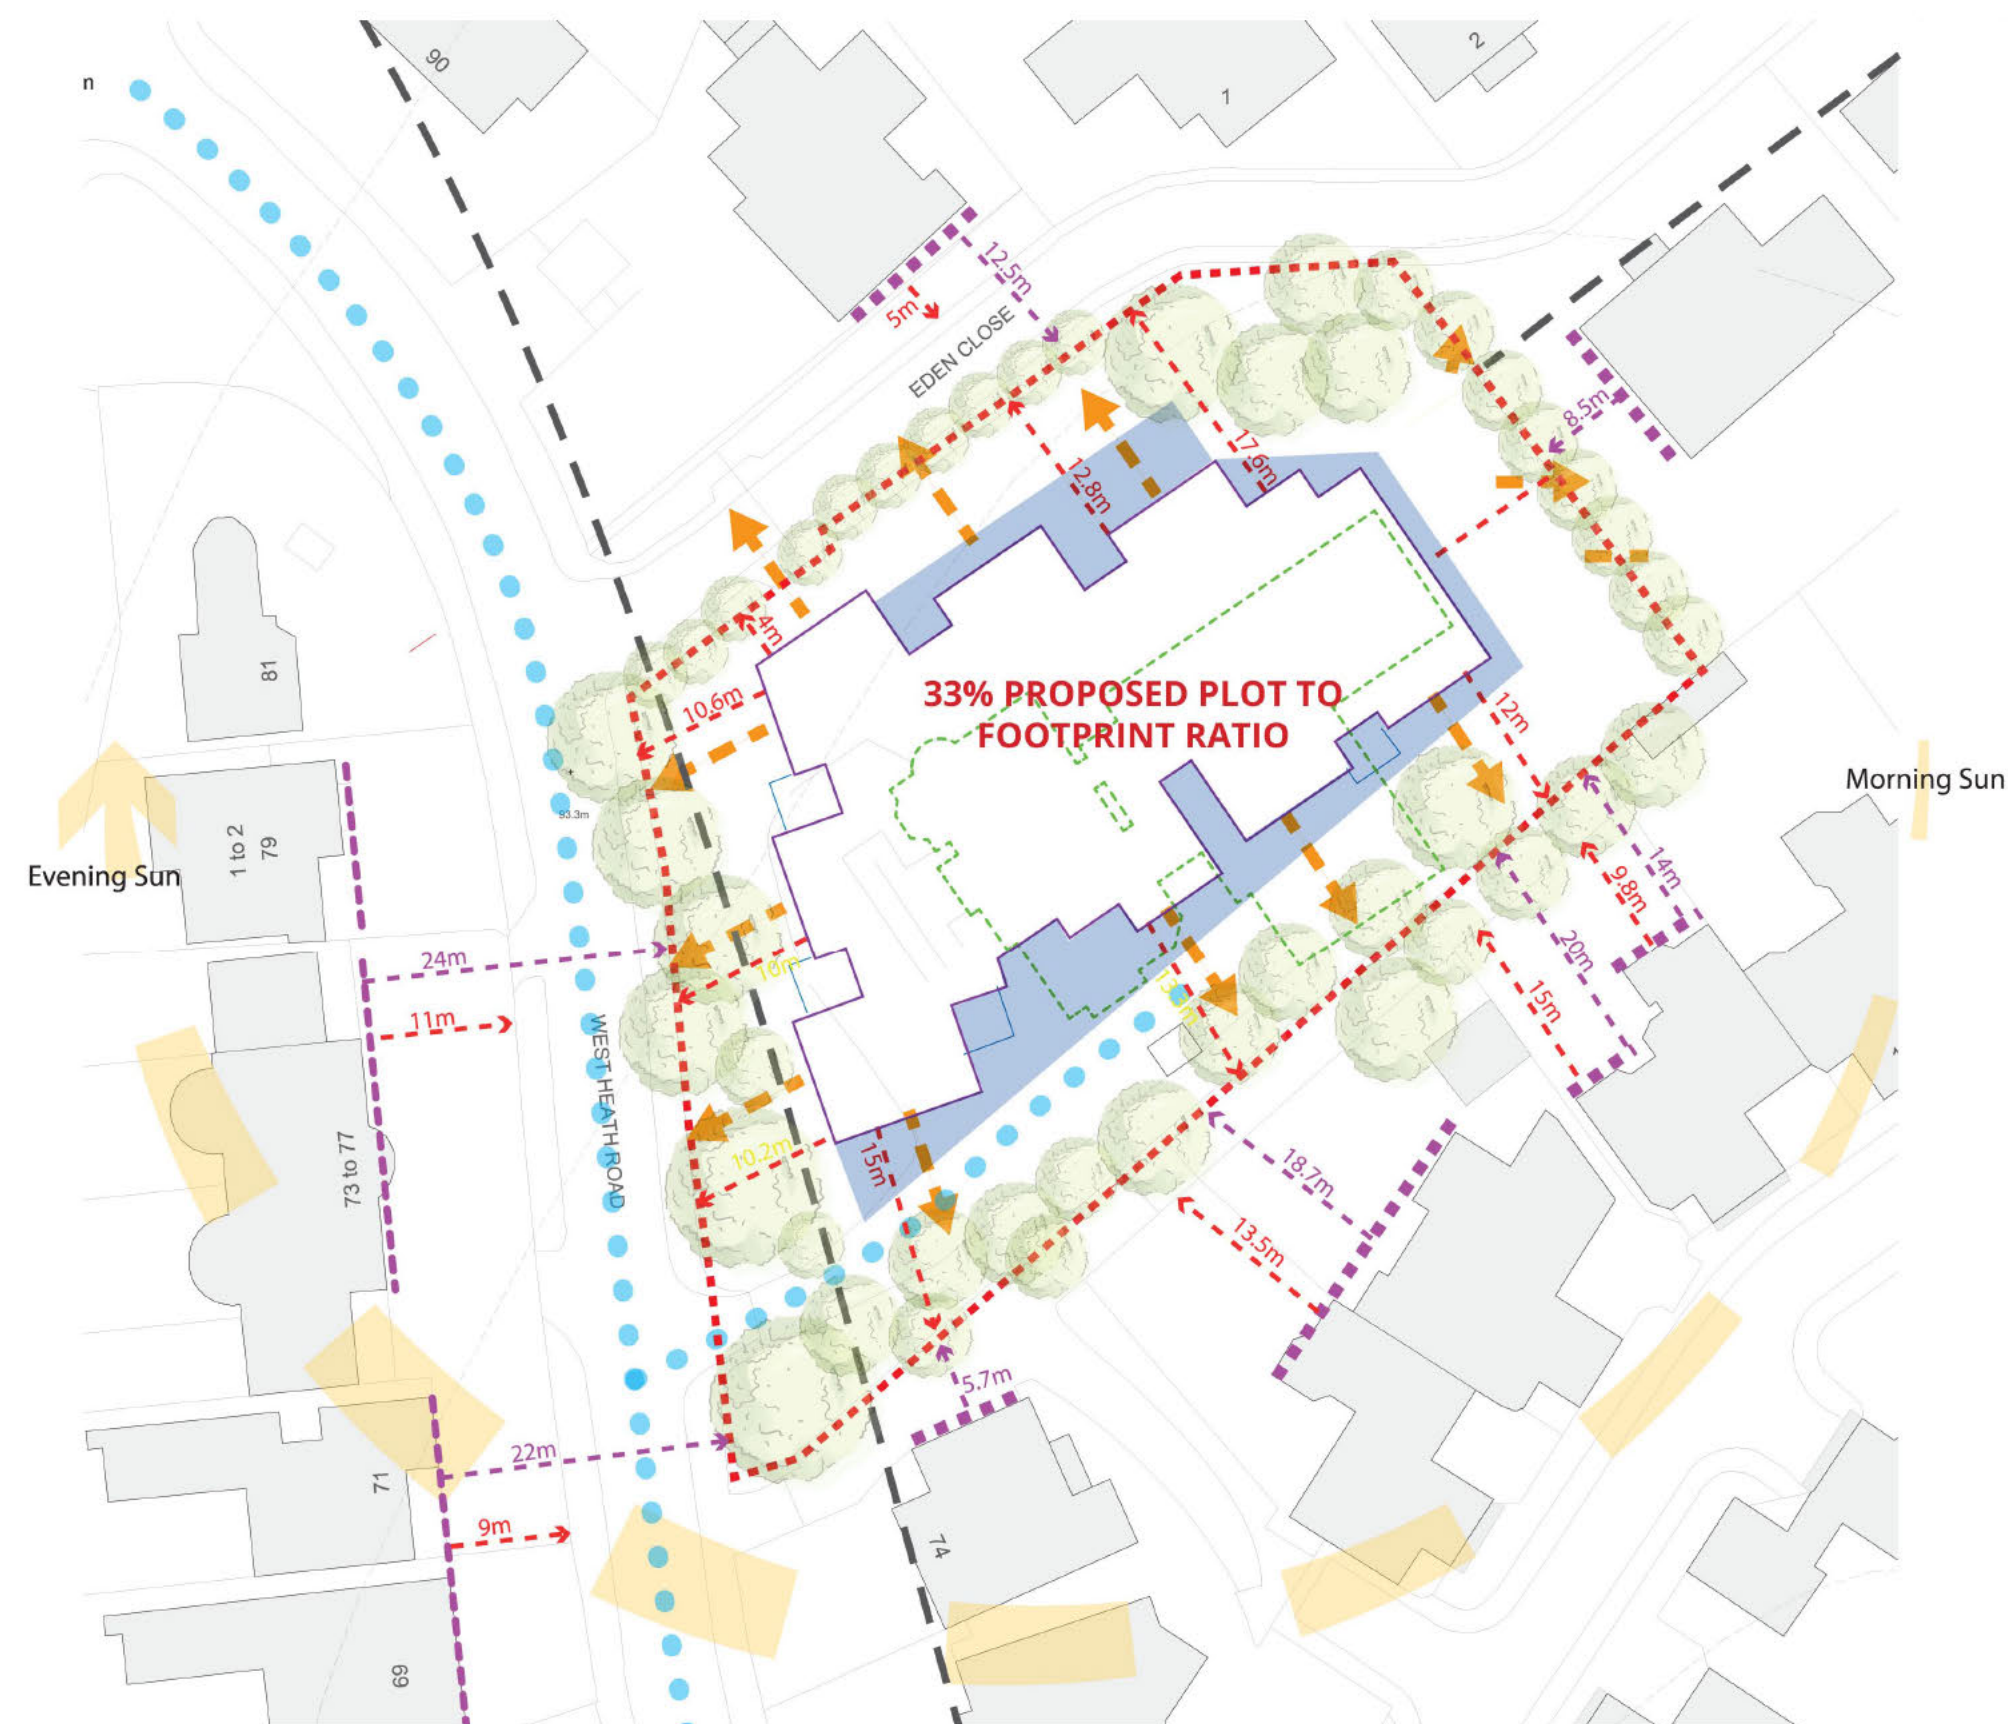 90
2
1
n
12.5m
5m
EDEN CLOSE
8.5m
17.6m
12.8m
4m
81
10.6m
33% PROPOSED PLOT TO
FOOTPRINT RATIO
12m
Morning Sun
93.3m
1 to 2
79
Evening Sun
14m
9.8m
24m
10m
20m
13.3m
15m
11m
WEST HEATH ROAD
73 to 77
10.2m
15m
18.7m
13.5m
5.7m
22m
71
9m
74
69